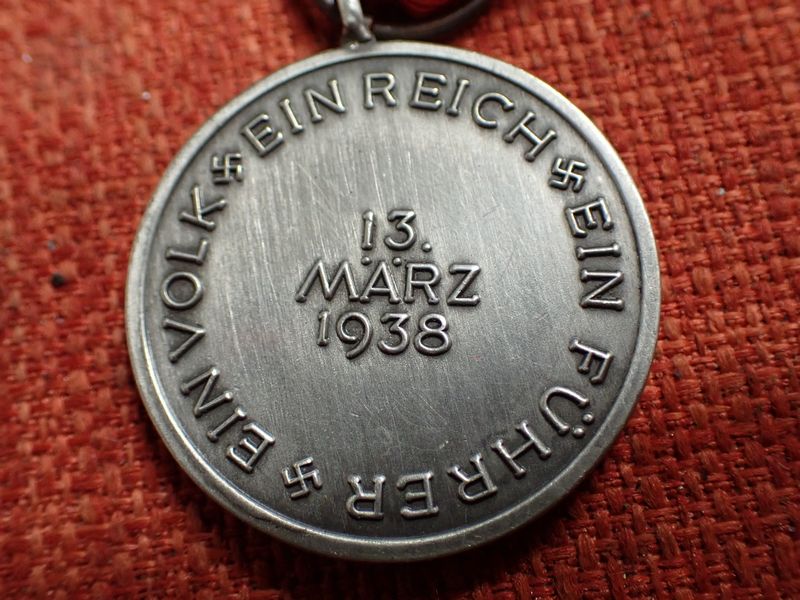 EIN VOLK EIN REICH EIN FÜHRER
13.
MÄRZ
1938